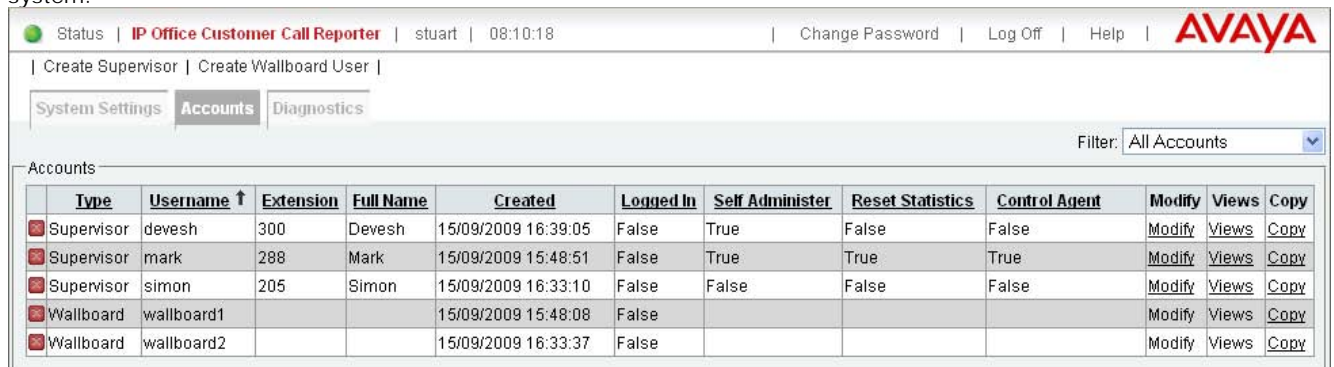 system.
Status | IP Office Customer Call Reporter | stuart | 08:10:18 | Change Password | Log Off | Help | AVAYA
| Create Supervisor | Create Wallboard User |
System Settings Accounts Diagnostics
Filter: All Accounts
Accounts
Type Username ↑ Extension Full Name Created Logged In Self Administer Reset Statistics Control Agent Modify Views Copy
Supervisor devesh 300 Devesh 15/09/2009 16:39:05 False True False False Modify Views Copy
Supervisor mark 288 Mark 15/09/2009 15:48:51 False True True True Modify Views Copy
Supervisor simon 205 Simon 15/09/2009 16:33:10 False False False False Modify Views Copy
Wallboard wallboard1 15/09/2009 15:48:08 False Modify Views Copy
Wallboard wallboard2 15/09/2009 16:33:37 False Modify Views Copy